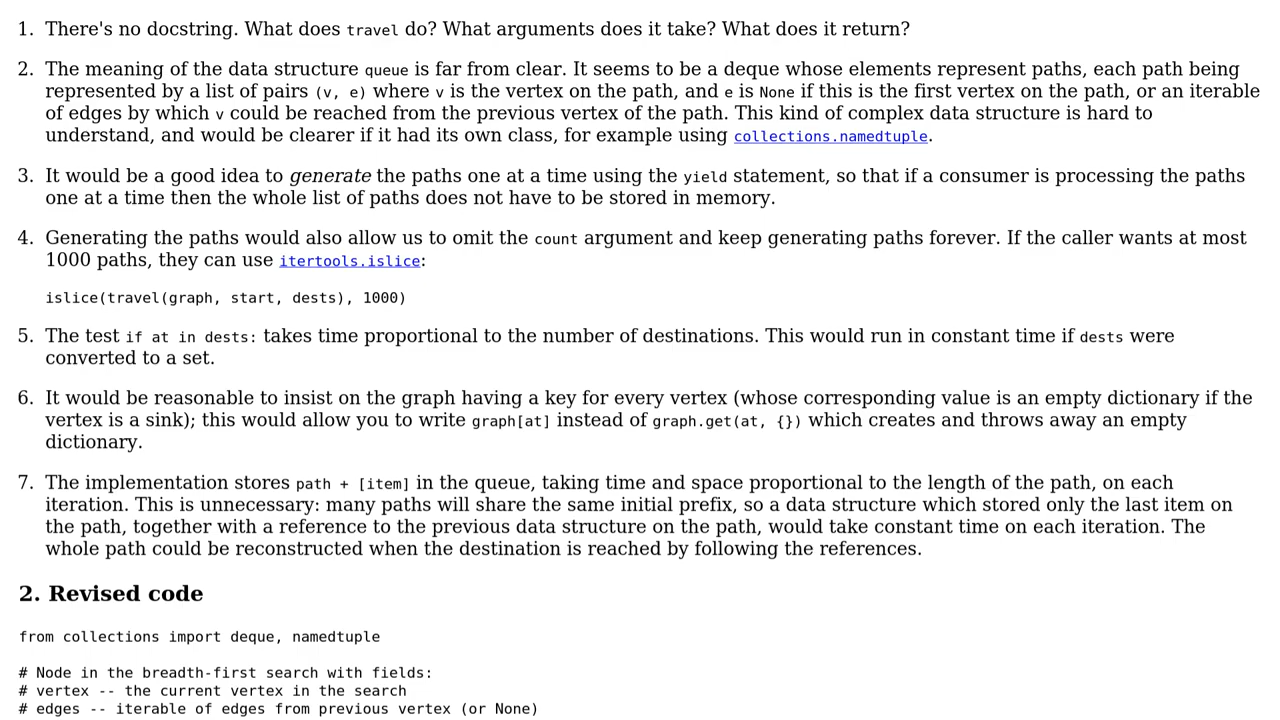 1. There's no docstring. What does travel do? What arguments does it take? What does it return?
2. The meaning of the data structure queue is far from clear. It seems to be a deque whose elements represent paths, each path being
represented by a list of pairs (v, e) where v is the vertex on the path, and e is None if this is the first vertex on the path, or an iterable
of edges by which v could be reached from the previous vertex of the path. This kind of complex data structure is hard to
understand, and would be clearer if it had its own class, for example using collections.namedtuple.
3. It would be a good idea to generate the paths one at a time using the yield statement, so that if a consumer is processing the paths
one at a time then the whole list of paths does not have to be stored in memory.
4. Generating the paths would also allow us to omit the count argument and keep generating paths forever. If the caller wants at most
1000 paths, they can use itertools.islice:
islice(travel(graph, start, dests), 1000)
5. The test if at in dests: takes time proportional to the number of destinations. This would run in constant time if dests were
converted to a set.
6. It would be reasonable to insist on the graph having a key for every vertex (whose corresponding value is an empty dictionary if the
vertex is a sink); this would allow you to write graph[at] instead of graph.get(at, {}) which creates and throws away an empty
dictionary.
7. The implementation stores path + [item] in the queue, taking time and space proportional to the length of the path, on each
iteration. This is unnecessary: many paths will share the same initial prefix, so a data structure which stored only the last item on
the path, together with a reference to the previous data structure on the path, would take constant time on each iteration. The
whole path could be reconstructed when the destination is reached by following the references.
2. Revised code
from collections import deque, namedtuple
# Node in the breadth-first search with fields:
# vertex -- the current vertex in the search
# edges -- iterable of edges from previous vertex (or None)